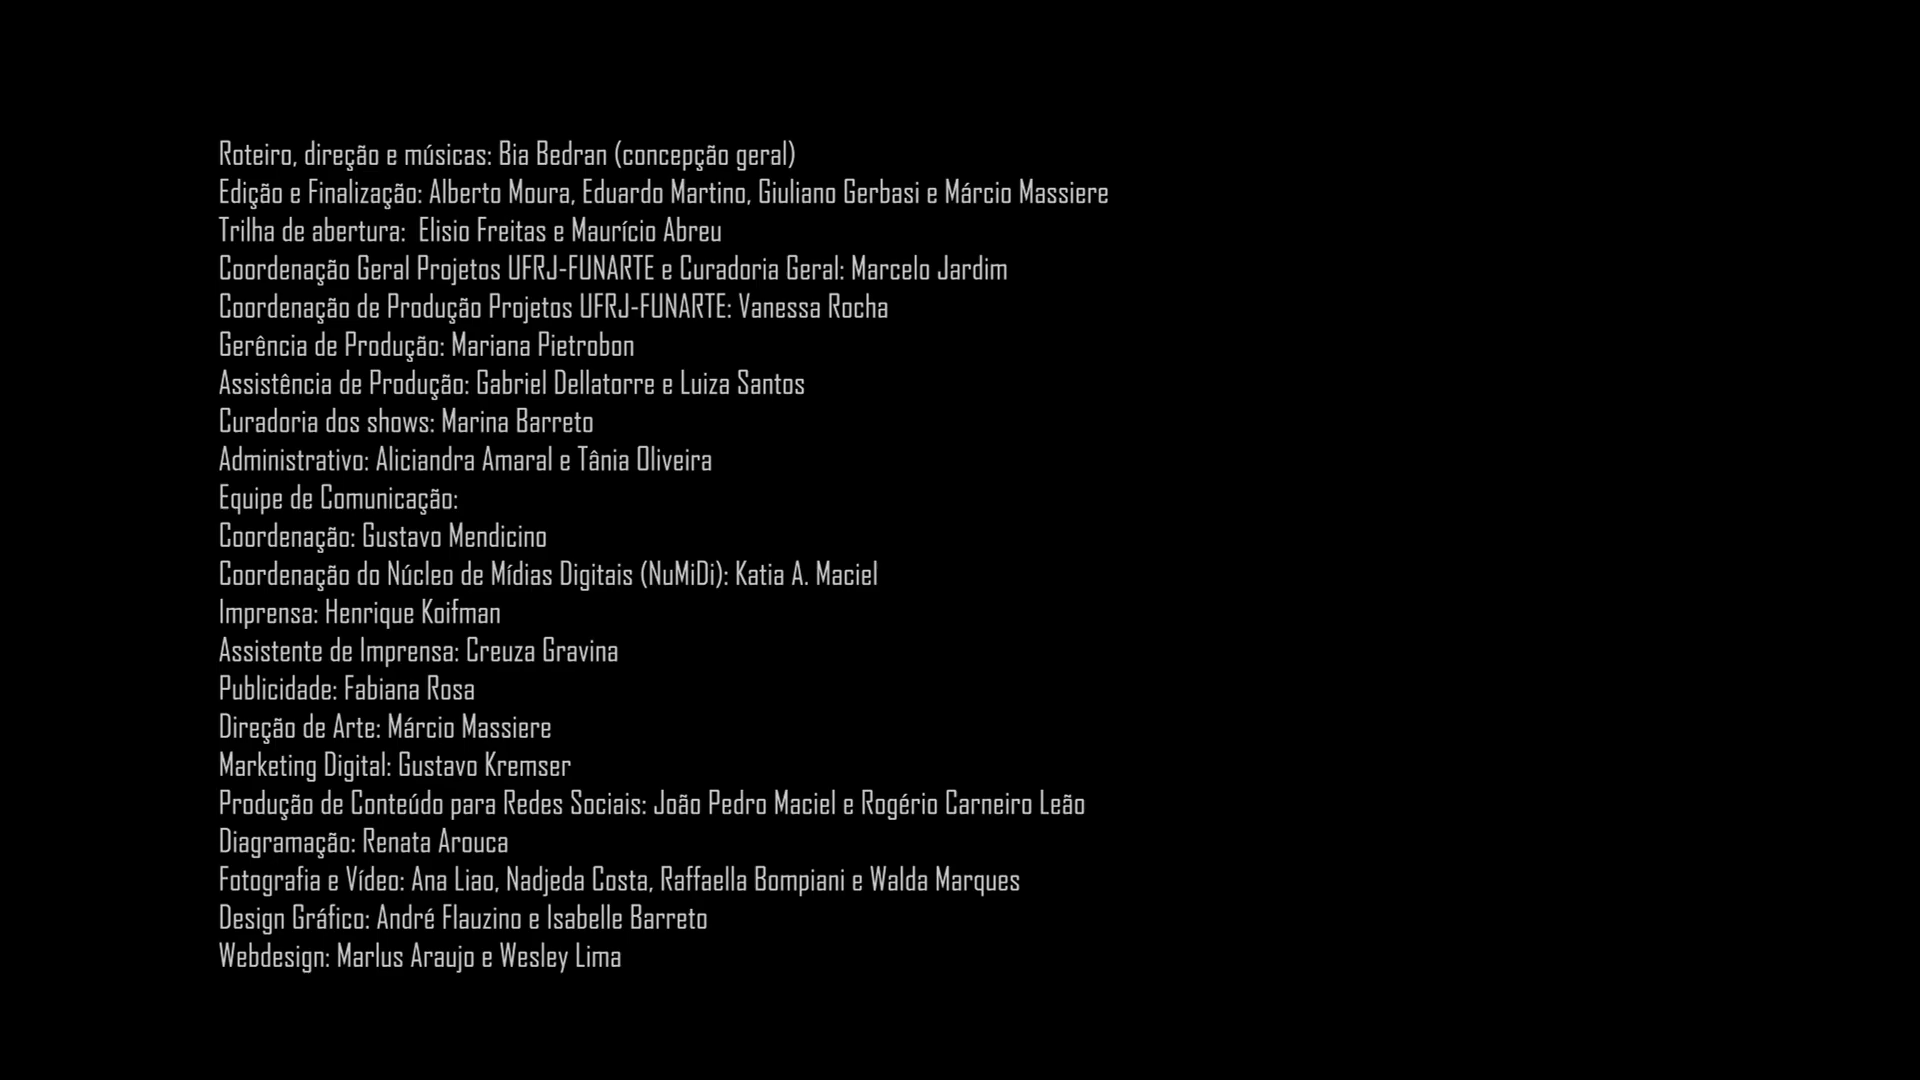 Roteiro, direção e músicas: Bia Bedran (concepção geral)
Edição e Finalização: Alberto Moura, Eduardo Martino, Giuliano Gerbasi e Márcio Massiere
Trilha de abertura:  Elisio Freitas e Maurício Abreu
Coordenação Geral Projetos UFRJ-FUNARTE e Curadoria Geral: Marcelo Jardim
Coordenação de Produção Projetos UFRJ-FUNARTE: Vanessa Rocha
Gerência de Produção: Mariana Pietrobon
Assistência de Produção: Gabriel Dellatorre e Luiza Santos
Curadoria dos shows: Marina Barreto
Administrativo: Aliciandra Amaral e Tânia Oliveira
Equipe de Comunicação:
Coordenação: Gustavo Mendicino
Coordenação do Núcleo de Mídias Digitais (NuMiDi): Katia A. Maciel
Imprensa: Henrique Koifman
Assistente de Imprensa: Creuza Gravina
Publicidade: Fabiana Rosa
Direção de Arte: Márcio Massiere
Marketing Digital: Gustavo Kremser
Produção de Conteúdo para Redes Sociais: João Pedro Maciel e Rogério Carneiro Leão
Diagramação: Renata Arouca
Fotografia e Vídeo: Ana Liao, Nadjeda Costa, Raffaella Bompiani e Walda Marques
Design Gráfico: André Flauzino e Isabelle Barreto
Webdesign: Marlus Araujo e Wesley Lima